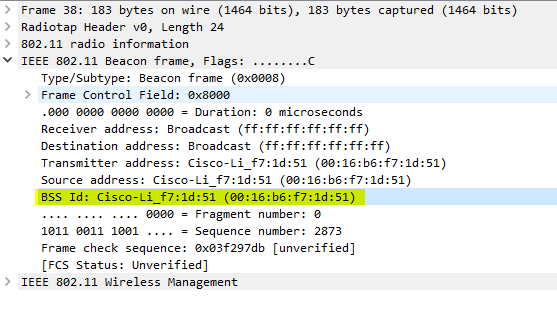 Frame 38: 183 bytes on wire (1464 bits), 183 bytes captured (1464 bits)
Radiotap Header v0, Length 24
802.11 radio information
IEEE 802.11 Beacon frame, Flags: ........C
Type/Subtype: Beacon frame (0x0008)
Frame Control Field: 0x8000
.000 0000 0000 0000 = Duration: 0 microseconds
Receiver address: Broadcast (ff:ff:ff:ff:ff:ff)
Destination address: Broadcast (ff:ff:ff:ff:ff:ff)
Transmitter address: Cisco-Li_f7:1d:51 (00:16:b6:f7:1d:51)
Source address: Cisco-Li_f7:1d:51 (00:16:b6:f7:1d:51)
BSS Id: Cisco-Li_f7:1d:51 (00:16:b6:f7:1d:51)
.... .... .... 0000 = Fragment number: 0
1011 0011 1001 .... = Sequence number: 2873
Frame check sequence: 0x03f297db [unverified]
[FCS Status: Unverified]
IEEE 802.11 Wireless Management